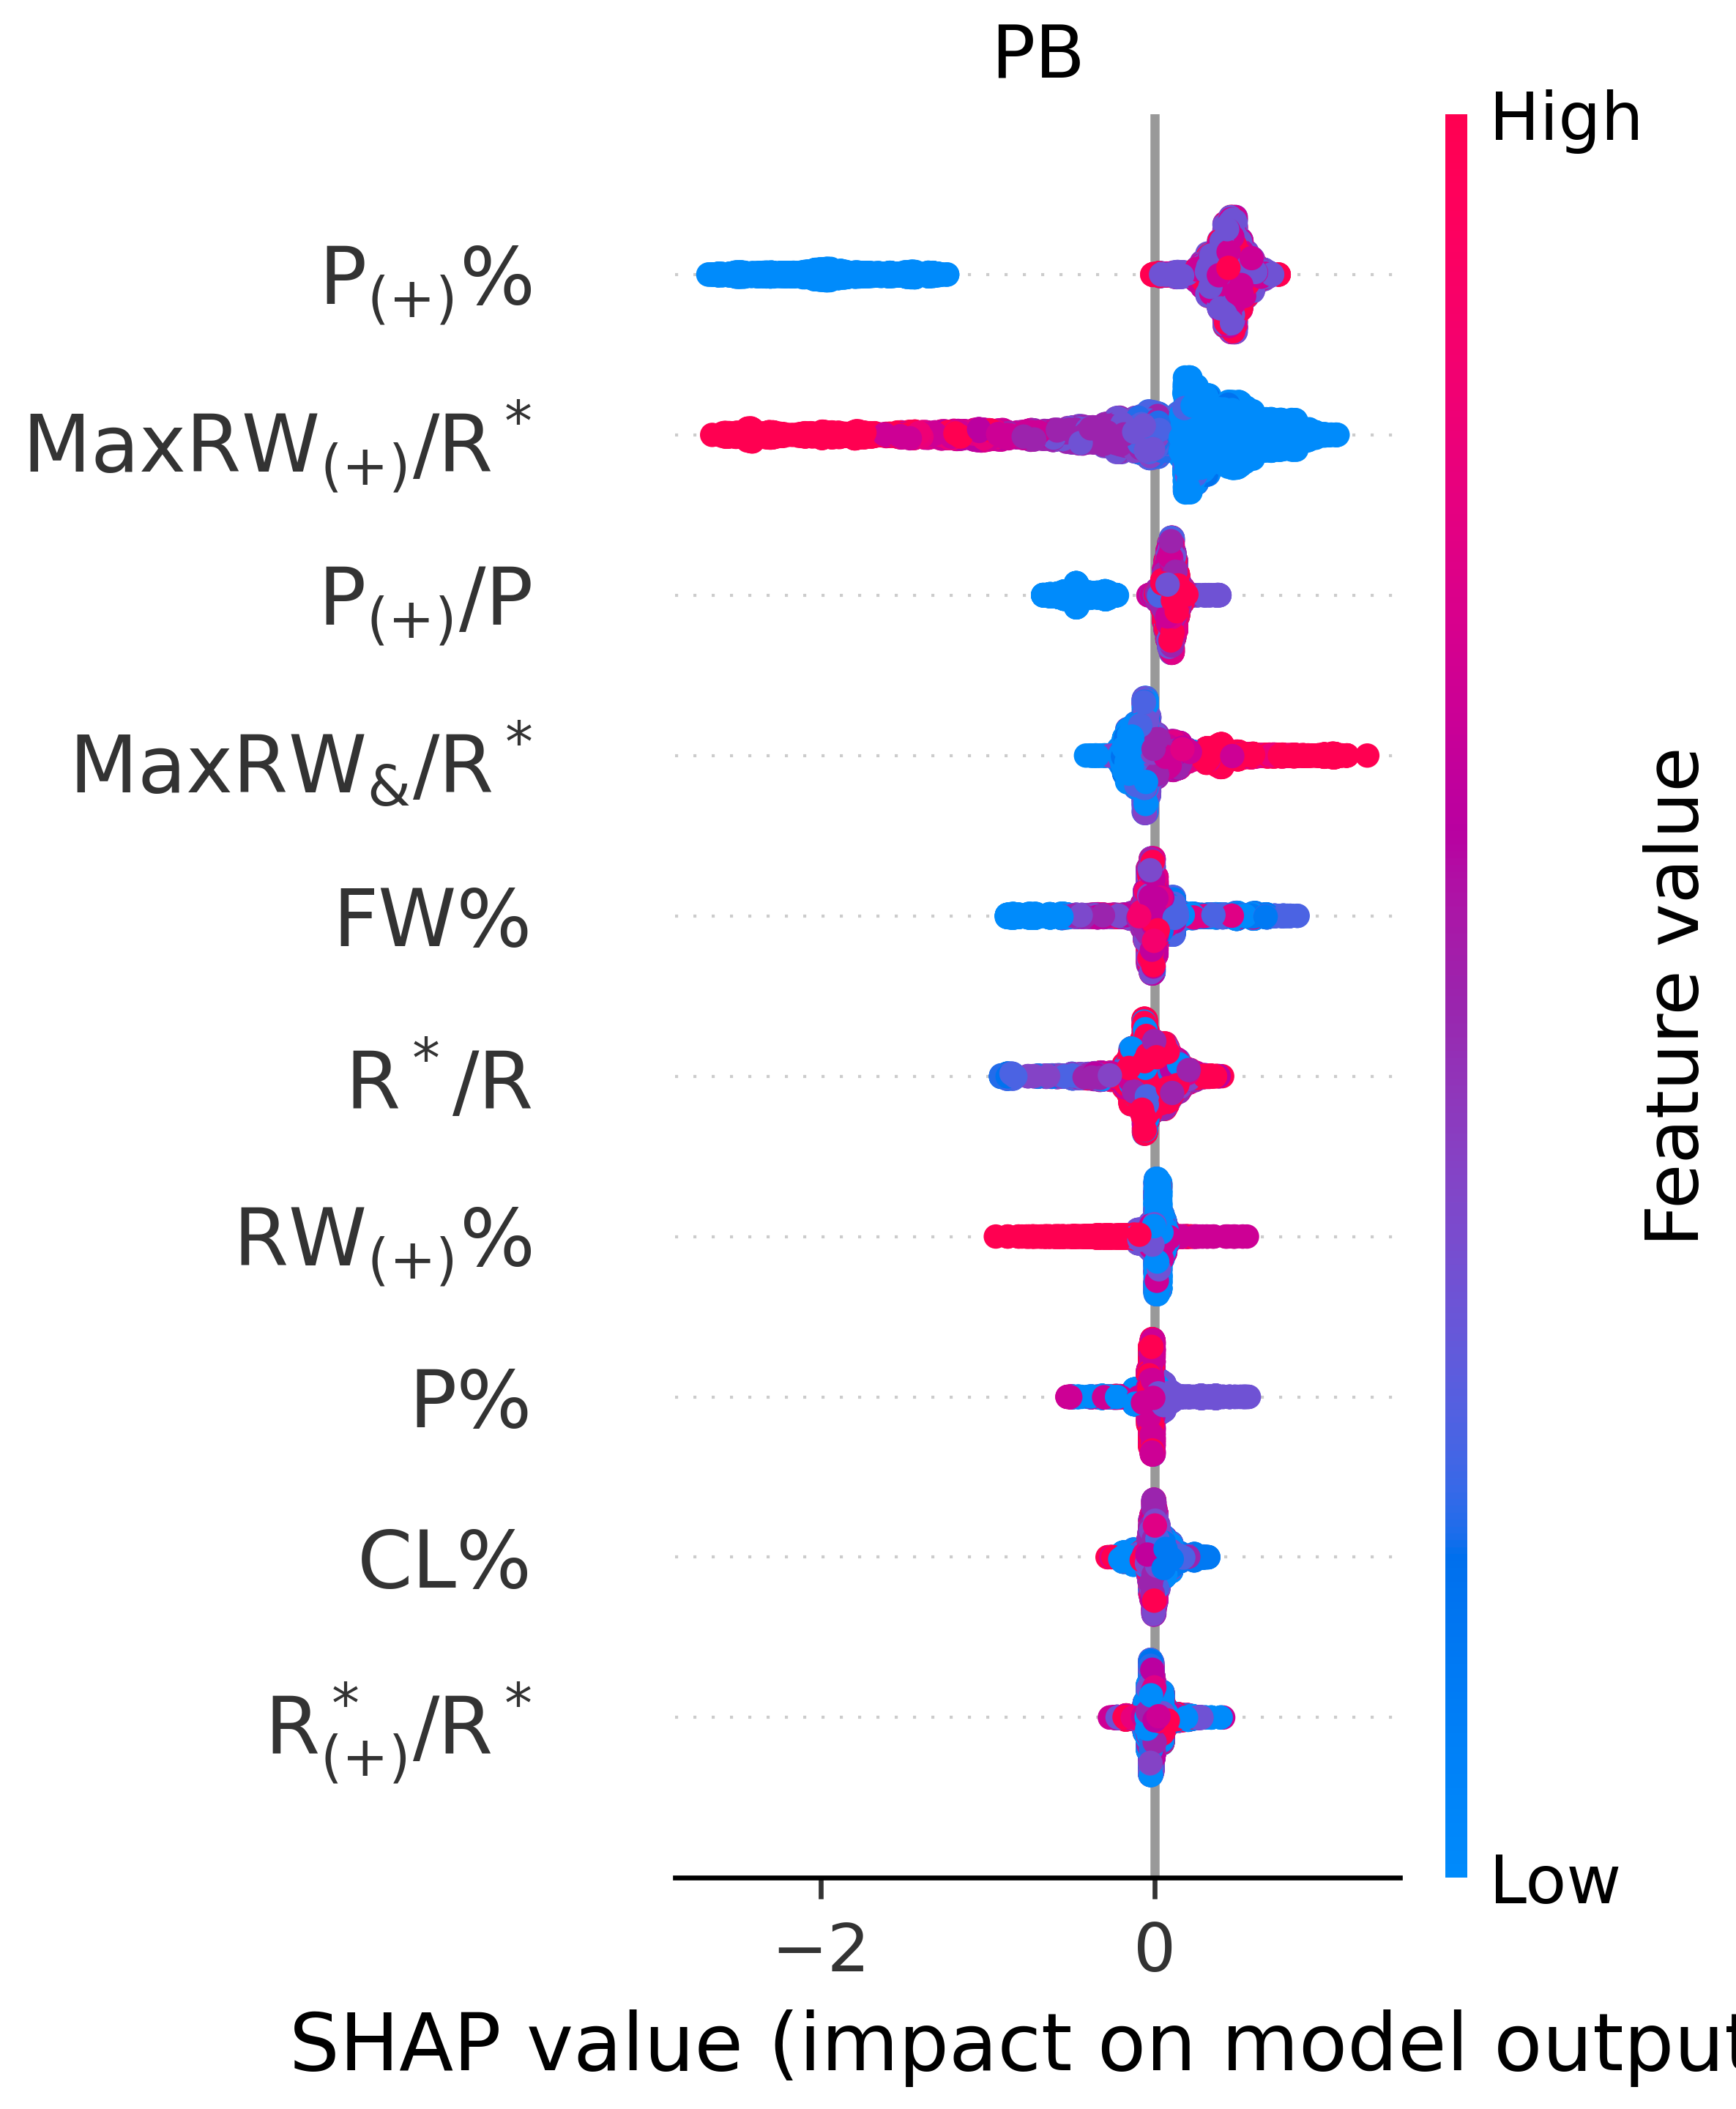 PB
High
P(+)%
MaxRW(+)/R*
P(+)/P
MaxRW&/R*
FW%
R*/R
RW(+)%
P%
CL%
R*(+)/R*
Feature value
Low
−2 0
SHAP value (impact on model output